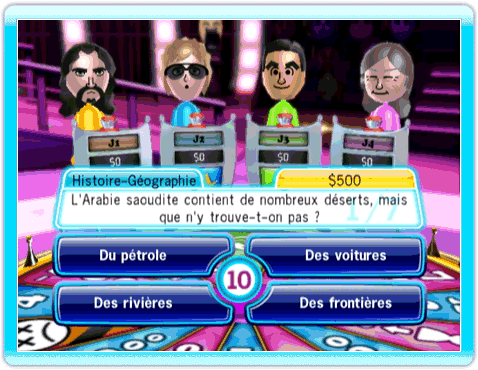 J1 J2 J3 J4
$0 $0 $0 $0
Histoire-Géographie $500
L'Arabie saoudite contient de nombreux déserts, mais
que n'y trouve-t-on pas ?
1/7
Du pétrole Des voitures
10
Des rivières Des frontières